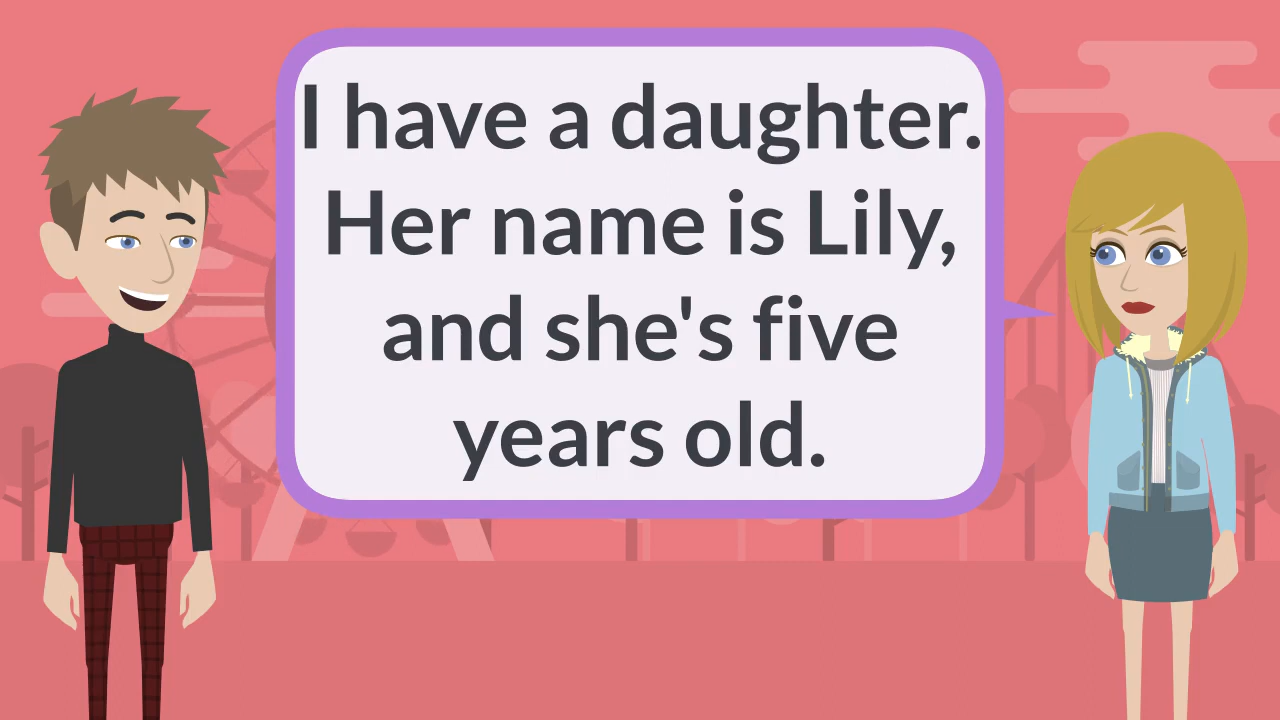 I have a daughter.
Her name is Lily,
and she's five
years old.